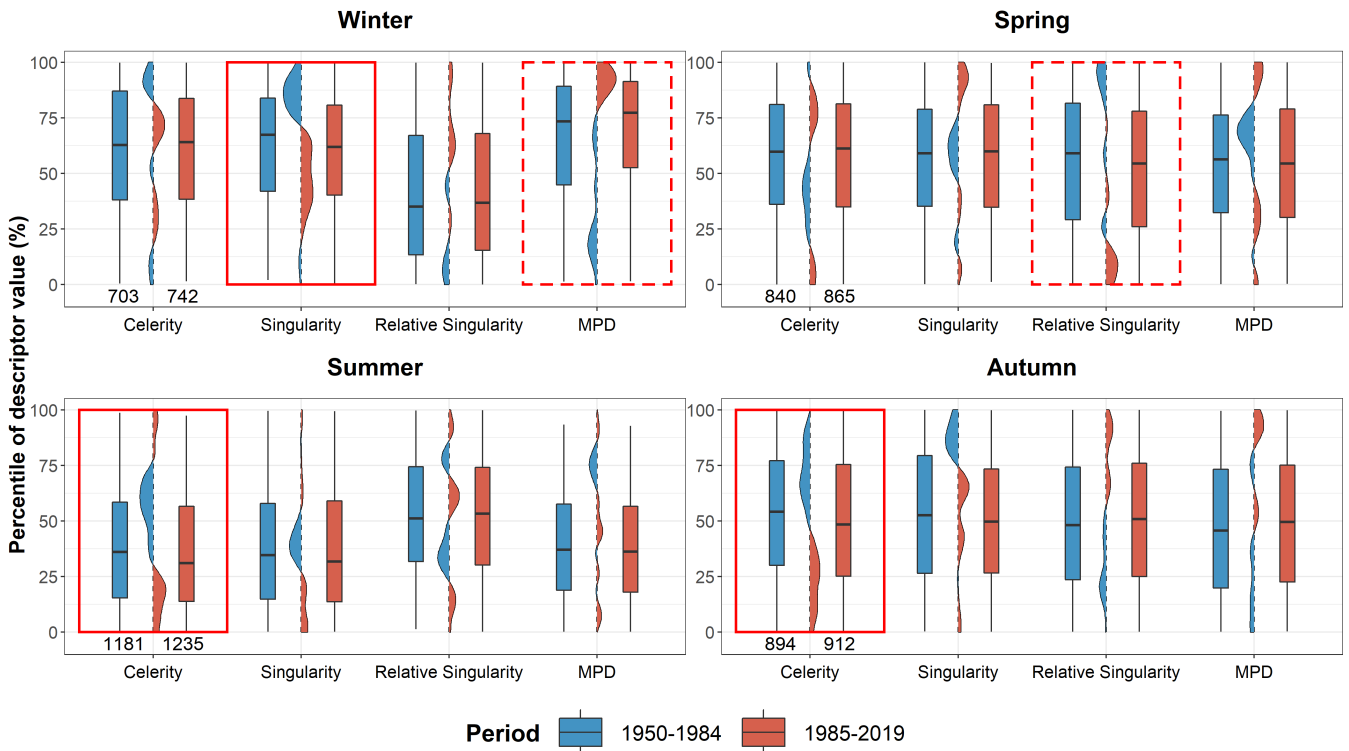 Winter
Spring
Percentile of descriptor value (%)
100
75
50
25
0
703 742
Celerity Singularity Relative Singularity MPD
100
75
50
25
0
840 865
Celerity Singularity Relative Singularity MPD
Summer
Autumn
100
75
50
25
0
1181 1235
Celerity Singularity Relative Singularity MPD
100
75
50
25
0
894 912
Celerity Singularity Relative Singularity MPD
Period 1950-1984 1985-2019